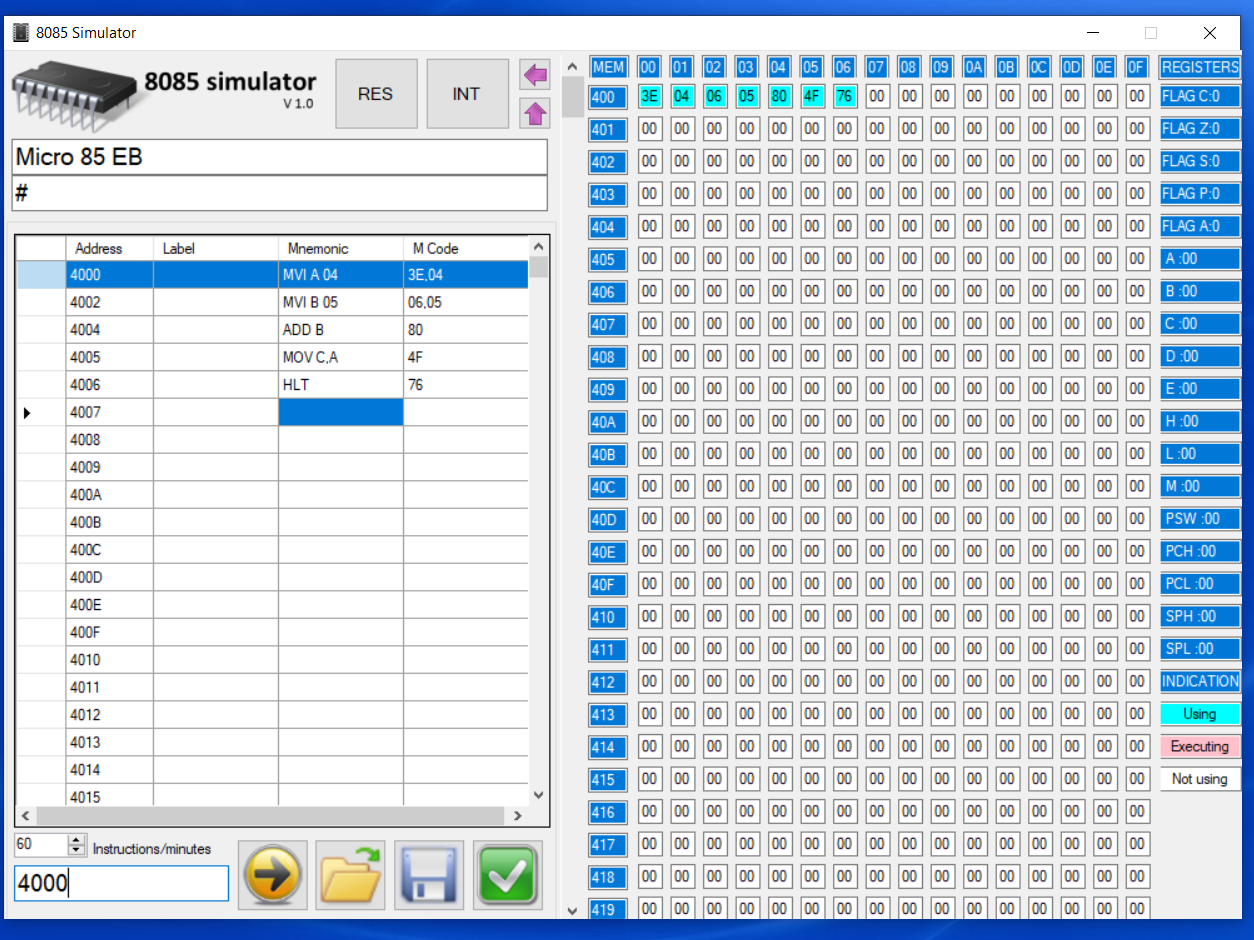 8085 Simulator
8085 simulator
V 1.0
RES
INT
Micro 85 EB
#
Address Label Mnemonic M Code
4000 MVI A 04 3E,04
4002 MVI B 05 06,05
4004 ADD B 80
4005 MOV C,A 4F
4006 HLT 76
4007
4008
4009
400A
400B
400C
400D
400E
400F
4010
4011
4012
4013
4014
4015
60 Instructions/minutes
4000
MEM 00 01 02 03 04 05 06 07 08 09 0A 0B 0C 0D 0E 0F REGISTERS
400 3E 04 06 05 80 4F 76 00 00 00 00 00 00 00 00 00 FLAG C:0
401 00 00 00 00 00 00 00 00 00 00 00 00 00 00 00 00 FLAG Z:0
402 00 00 00 00 00 00 00 00 00 00 00 00 00 00 00 00 FLAG S:0
403 00 00 00 00 00 00 00 00 00 00 00 00 00 00 00 00 FLAG P:0
404 00 00 00 00 00 00 00 00 00 00 00 00 00 00 00 00 FLAG A:0
405 00 00 00 00 00 00 00 00 00 00 00 00 00 00 00 00 A :00
406 00 00 00 00 00 00 00 00 00 00 00 00 00 00 00 00 B :00
407 00 00 00 00 00 00 00 00 00 00 00 00 00 00 00 00 C :00
408 00 00 00 00 00 00 00 00 00 00 00 00 00 00 00 00 D :00
409 00 00 00 00 00 00 00 00 00 00 00 00 00 00 00 00 E :00
40A 00 00 00 00 00 00 00 00 00 00 00 00 00 00 00 00 H :00
40B 00 00 00 00 00 00 00 00 00 00 00 00 00 00 00 00 L :00
40C 00 00 00 00 00 00 00 00 00 00 00 00 00 00 00 00 M :00
40D 00 00 00 00 00 00 00 00 00 00 00 00 00 00 00 00 PSW :00
40E 00 00 00 00 00 00 00 00 00 00 00 00 00 00 00 00 PCH :00
40F 00 00 00 00 00 00 00 00 00 00 00 00 00 00 00 00 PCL :00
410 00 00 00 00 00 00 00 00 00 00 00 00 00 00 00 00 SPH :00
411 00 00 00 00 00 00 00 00 00 00 00 00 00 00 00 00 SPL :00
412 00 00 00 00 00 00 00 00 00 00 00 00 00 00 00 00 INDICATION
413 00 00 00 00 00 00 00 00 00 00 00 00 00 00 00 00 Using
414 00 00 00 00 00 00 00 00 00 00 00 00 00 00 00 00 Executing
415 00 00 00 00 00 00 00 00 00 00 00 00 00 00 00 00 Not using
416 00 00 00 00 00 00 00 00 00 00 00 00 00 00 00 00
417 00 00 00 00 00 00 00 00 00 00 00 00 00 00 00 00
418 00 00 00 00 00 00 00 00 00 00 00 00 00 00 00 00
419 00 00 00 00 00 00 00 00 00 00 00 00 00 00 00 00